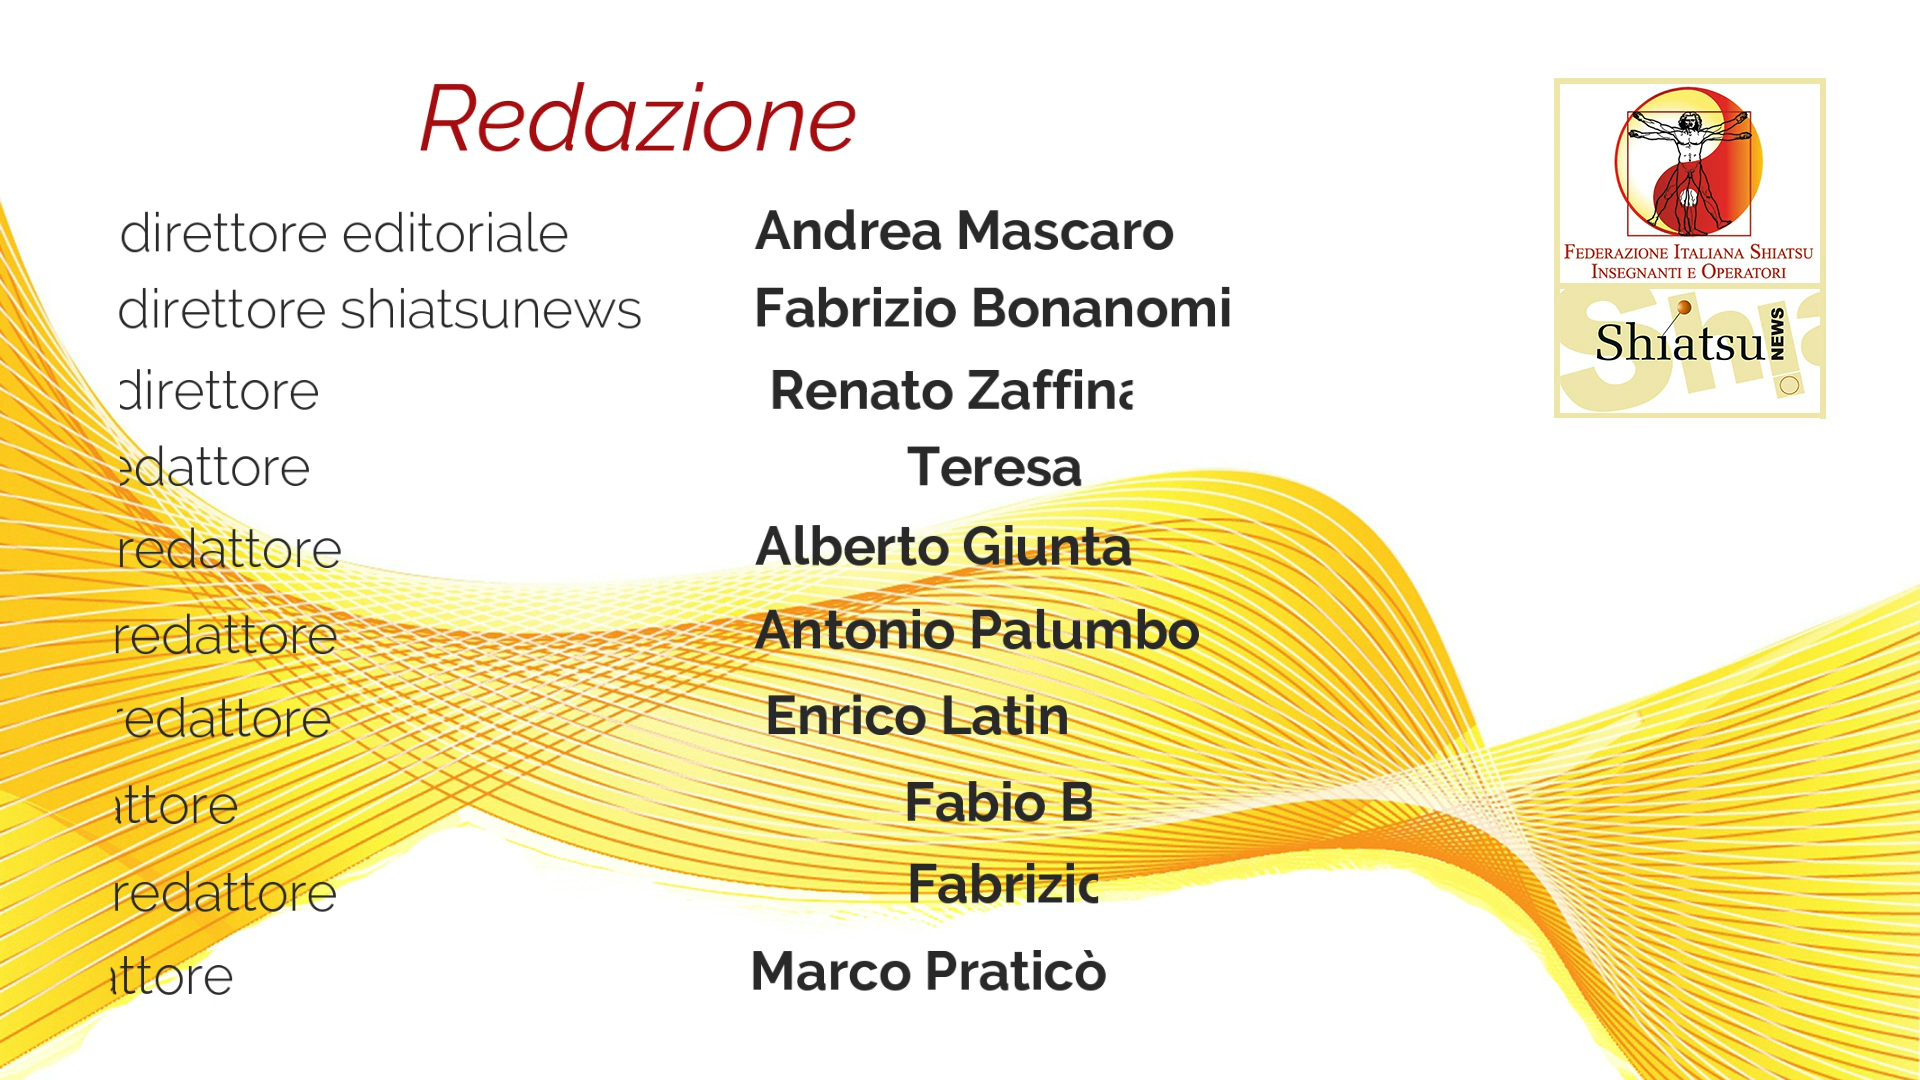 Redazione
direttore editoriale Andrea Mascaro
direttore shiatsunews Fabrizio Bonanomi
direttore Renato
Teresa
redattore Alberto Giunta
redattore Antonio Palumbo
redattore Enrico Latin
Fabio
redattore
Marco Praticò
Federazione Italiana Shiatsu
Insegnanti e Operatori
Shiatsu NEWS